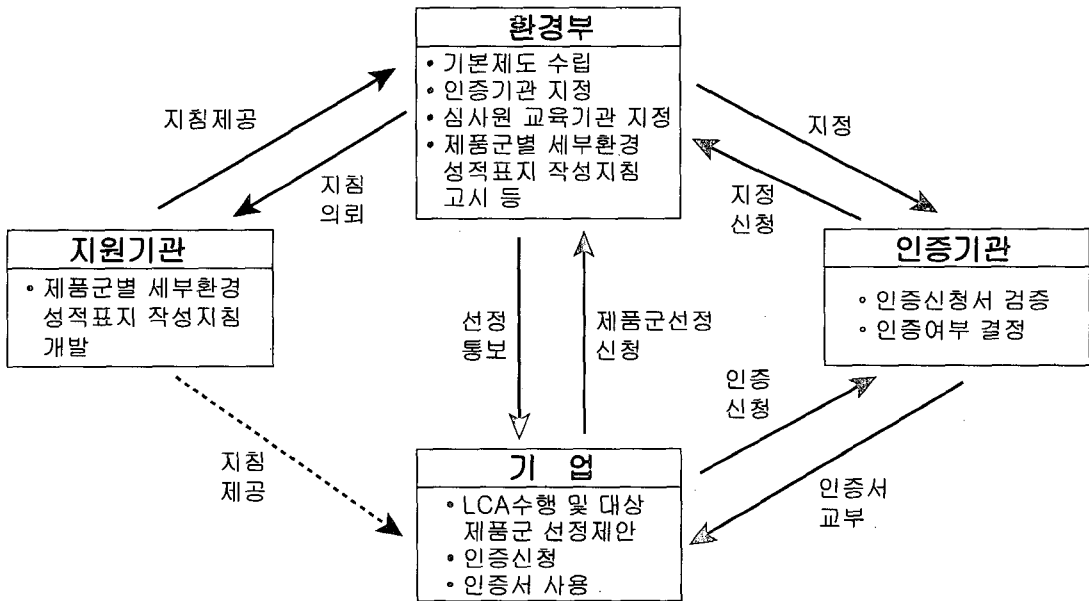 환경부
• 기본제도 수립
• 인증기관 지정
• 심사원 교육기관 지정
• 제품군별 세부환경
성적표지 작성지침
고시 등
지침제공
지침
의뢰
지정
지정
신청
지원기관
• 제품군별 세부환경
성적표지 작성지침
개발
인증기관
• 인증신청서 검증
• 인증여부 결정
선정
통보
제품군선정
신청
인증
신청
지침
제공
인증서
교부
기 업
• LCA수행 및 대상
제품군 선정제안
• 인증신청
• 인증서 사용